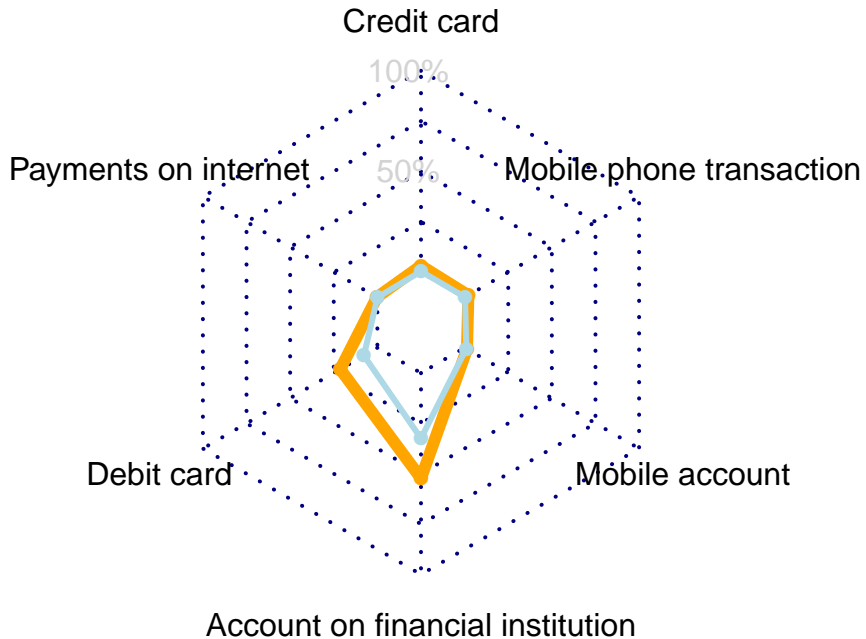 Credit card
100%
Payments on internet
50%
Mobile phone transaction
Debit card
Mobile account
Account on financial institution